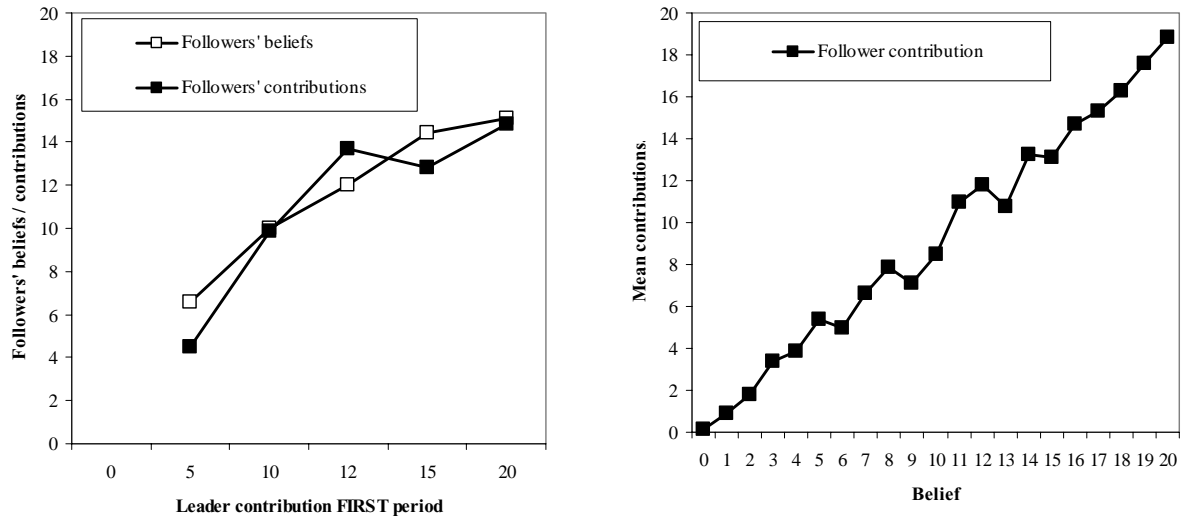 Followers' beliefs / contributions
20
18
16
14
12
10
8
6
4
2
0
Followers' beliefs
Followers' contributions
0 5 10 12 15 20
Leader contribution FIRST period
Mean contributions.
20
18
16
14
12
10
8
6
4
2
0
Follower contribution
0 1 2 3 4 5 6 7 8 9 10 11 12 13 14 15 16 17 18 19 20
Belief